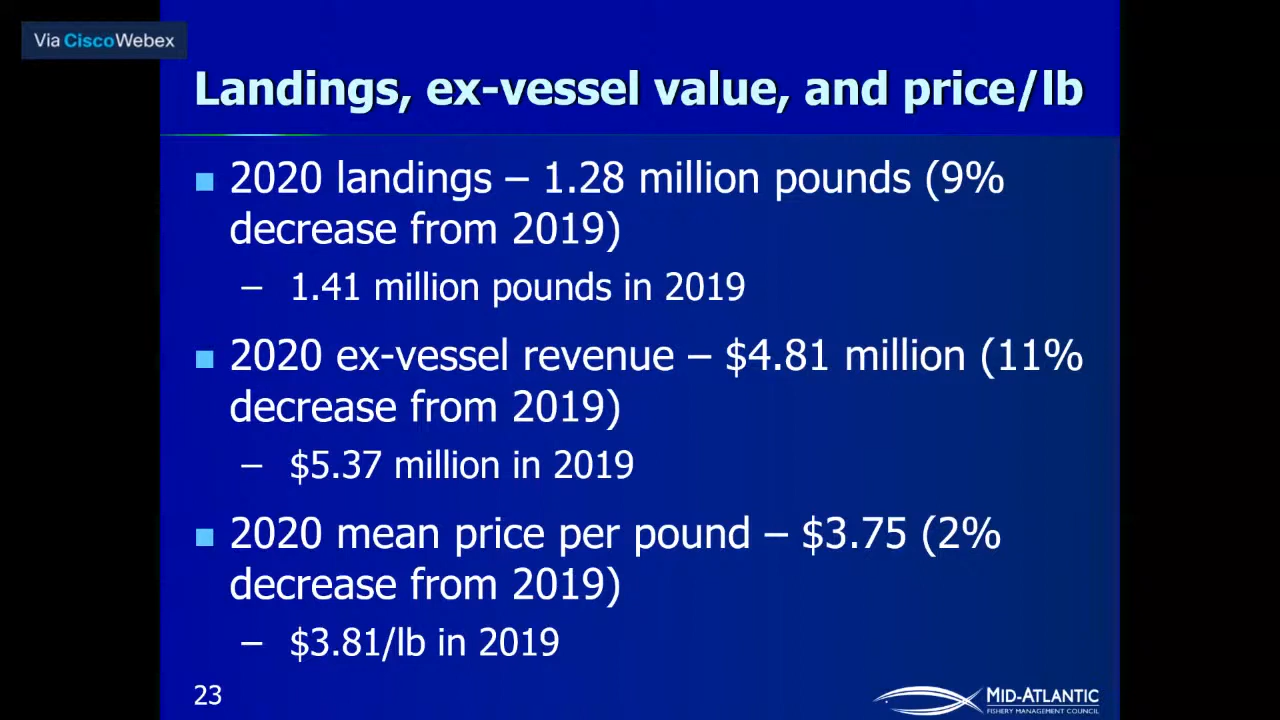 Via CiscoWebex
Landings, ex-vessel value, and price/lb
2020 landings – 1.28 million pounds (9%
decrease from 2019)
– 1.41 million pounds in 2019
2020 ex-vessel revenue – $4.81 million (11%
decrease from 2019)
– $5.37 million in 2019
2020 mean price per pound – $3.75 (2%
decrease from 2019)
– $3.81/lb in 2019
23
MID-ATLANTIC
FISHERY MANAGEMENT COUNCIL